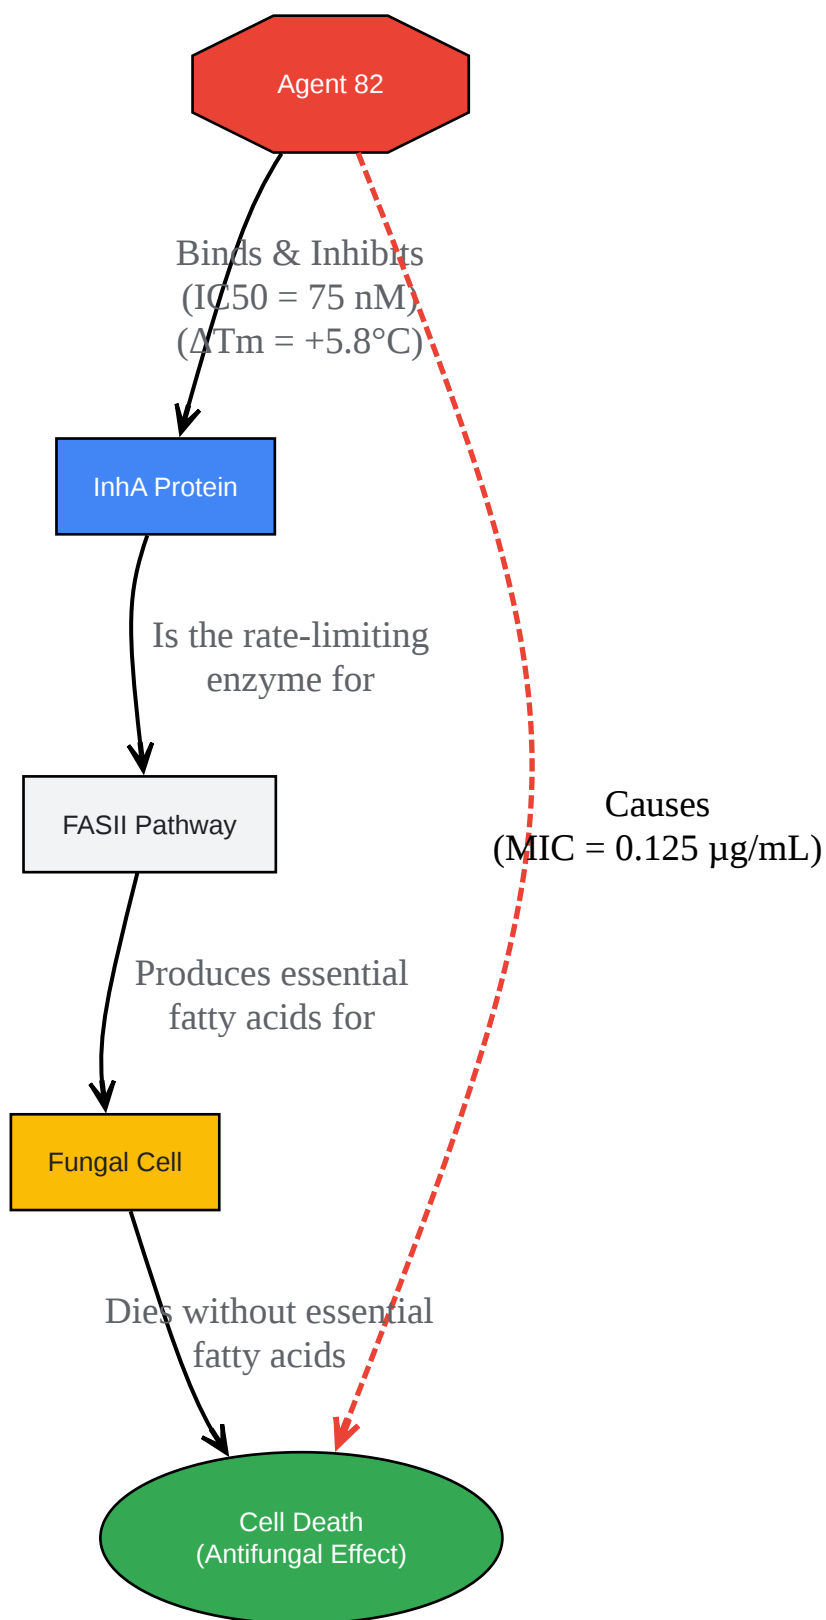 Agent 82
Binds & Inhibits
(IC50 = 75 nM)
(ΔTm = +5.8°C)
InhA Protein
Is the rate-limiting
enzyme for
FASII Pathway
Causes
(MIC = 0.125 µg/mL)
Produces essential
fatty acids for
Fungal Cell
Dies without essential
fatty acids
Cell Death
(Antifungal Effect)